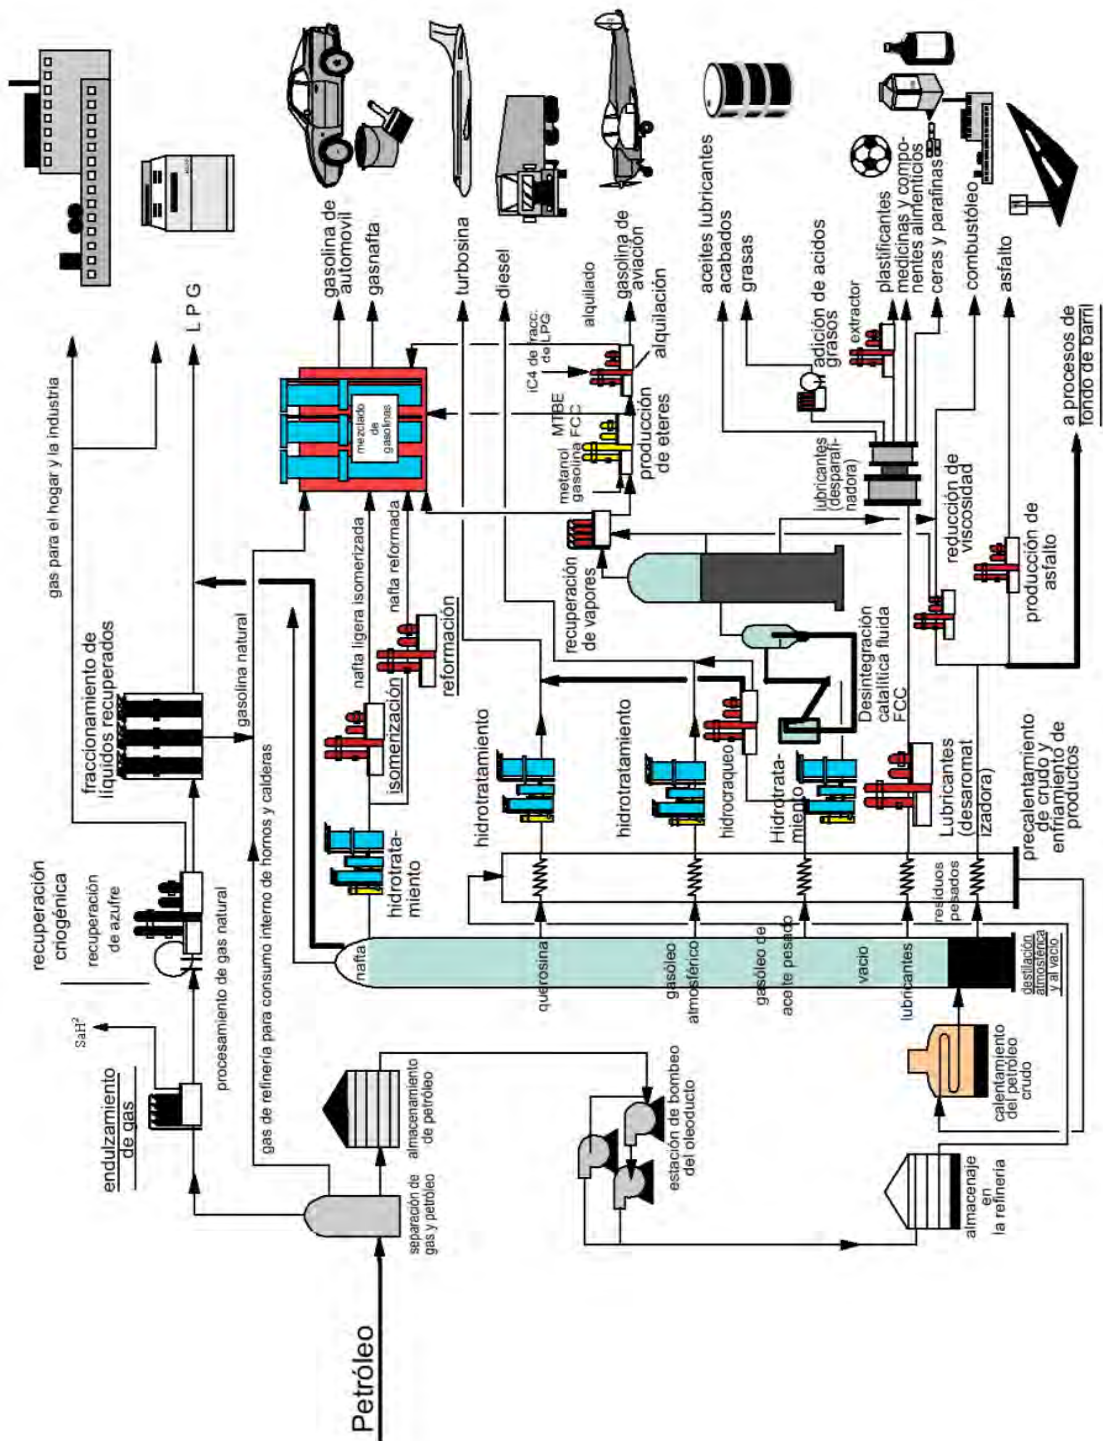 Petróleo
separación de
gas y petróleo
almacenamiento
de petróleo
estación de bombeo
del oleoducto
almacenaje
en
la refinería
calentamiento
del petróleo
crudo
endulzamiento
de gas
SaH²
procesamiento de gas natural
gas de refinería para consumo interno de hornos y calderas
recuperación
criogénica
recuperación
de azufre
fraccionamiento de
líquidos recuperados
gasolina natural
gas para el hogar y la industria
L P G
nafta
querosina
gasóleo
atmosférico
gasóleo de
aceite pesado
vacio
lubricantes
destilación
atmosférica
y al vacío
residuos
pesados
precalentamiento
de crudo y
enfriamiento de
productos
hidrotrata-
miento
isomerización
reformación
nafta ligera isomerizada
nafta reformada
mezclado
de
gasolinas
gasolina de
automovil
gasnafta
hidrotratamiento
turbosina
hidrotratamiento
diesel
hidrocraqueo
Hidrotrata-
miento
Desintegración
catalítica fluida
FCC
recuperación
de vapores
metanol
gasolina FCC
MTBE
producción
de eteres
iC4 de fracc.
de LPG
alquilado
alquilación
gasolina de
aviación
Lubricantes
(desaromat
izadora)
lubricantes
(desparafi-
nadora)
aceites lubricantes
acabados
grasas
adición de acidos
grasos
extractor
plastificantes
medicinas y compo-
nentes alimenticios
ceras y parafinas
reducción de
viscosidad
combustóleo
producción de
asfalto
asfalto
a procesos de
fondo de barril